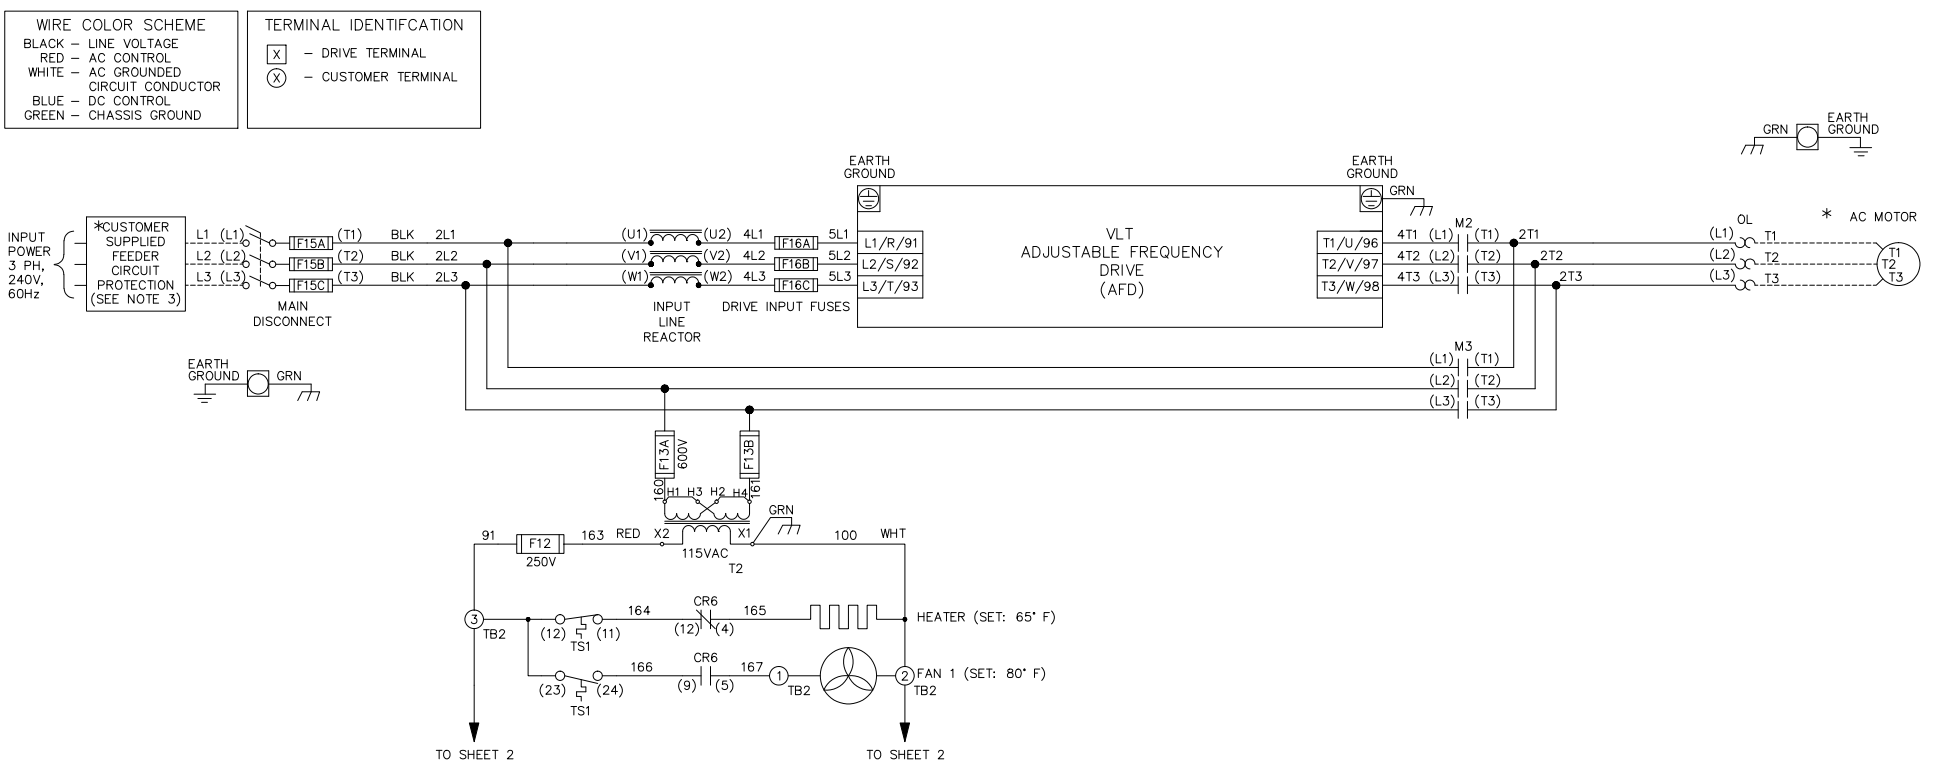 WIRE COLOR SCHEME
BLACK – LINE VOLTAGE
RED – AC CONTROL
WHITE – AC GROUNDED
CIRCUIT CONDUCTOR
BLUE – DC CONTROL
GREEN – CHASSIS GROUND
TERMINAL IDENTIFCATION
X – DRIVE TERMINAL
X – CUSTOMER TERMINAL
GRN
EARTH
GROUND
INPUT
POWER
3 PH,
240V,
60Hz
*CUSTOMER
SUPPLIED
FEEDER
CIRCUIT
PROTECTION
(SEE NOTE 3)
L1 (L1) F15A (T1) BLK 2L1
L2 (L2) F15B (T2) BLK 2L2
L3 (L3) F15C (T3) BLK 2L3
MAIN
DISCONNECT
(U1) (U2) 4L1 F16A 5L1
(V1) (V2) 4L2 F16B 5L2
(W1) (W2) 4L3 F16C 5L3
INPUT
LINE
REACTOR
DRIVE INPUT FUSES
EARTH
GROUND
L1/R/91
L2/S/92
L3/T/93
VLT
ADJUSTABLE FREQUENCY
DRIVE
(AFD)
EARTH
GROUND
GRN
T1/U/96
T2/V/97
T3/W/98
M2
4T1 (L1) (T1) 2T1
4T2 (L2) (T2) 2T2
4T3 (L3) (T3) 2T3
OL
(L1) T1
(L2) T2
(L3) T3
* AC MOTOR
T1
T2
T3
M3
(L1) (T1)
(L2) (T2)
(L3) (T3)
EARTH
GROUND
GRN
F13A
600V
F13B
160
H1 H3 H2 H4
161
GRN
91
F12
250V
163 RED X2
X1
100 WHT
115VAC
T2
3
TB2
(12) (11)
TS1
164
CR6
(12) (4)
165
HEATER (SET: 65° F)
(23) (24)
TS1
166
CR6
(9) (5)
167
1
TB2
2
TB2
FAN 1 (SET: 80° F)
TO SHEET 2
TO SHEET 2